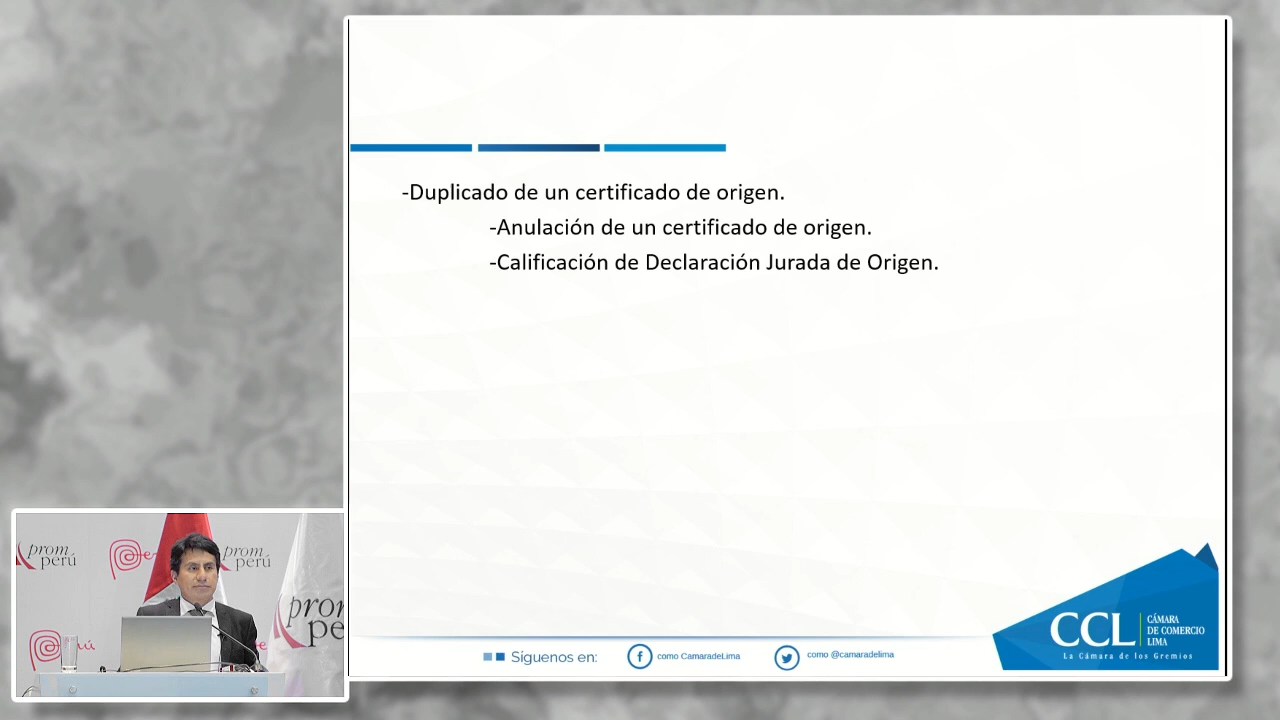 -Duplicado de un certificado de origen.
-Anulación de un certificado de origen.
-Calificación de Declaración Jurada de Origen.
prom
perú
Pe
prom
perú
prom
pe
ú
Síguenos en:
como CamaradeLima
como @camaradelima
CCL
CÁMARA
DE COMERCIO
LIMA
La Cámara de los Gremios